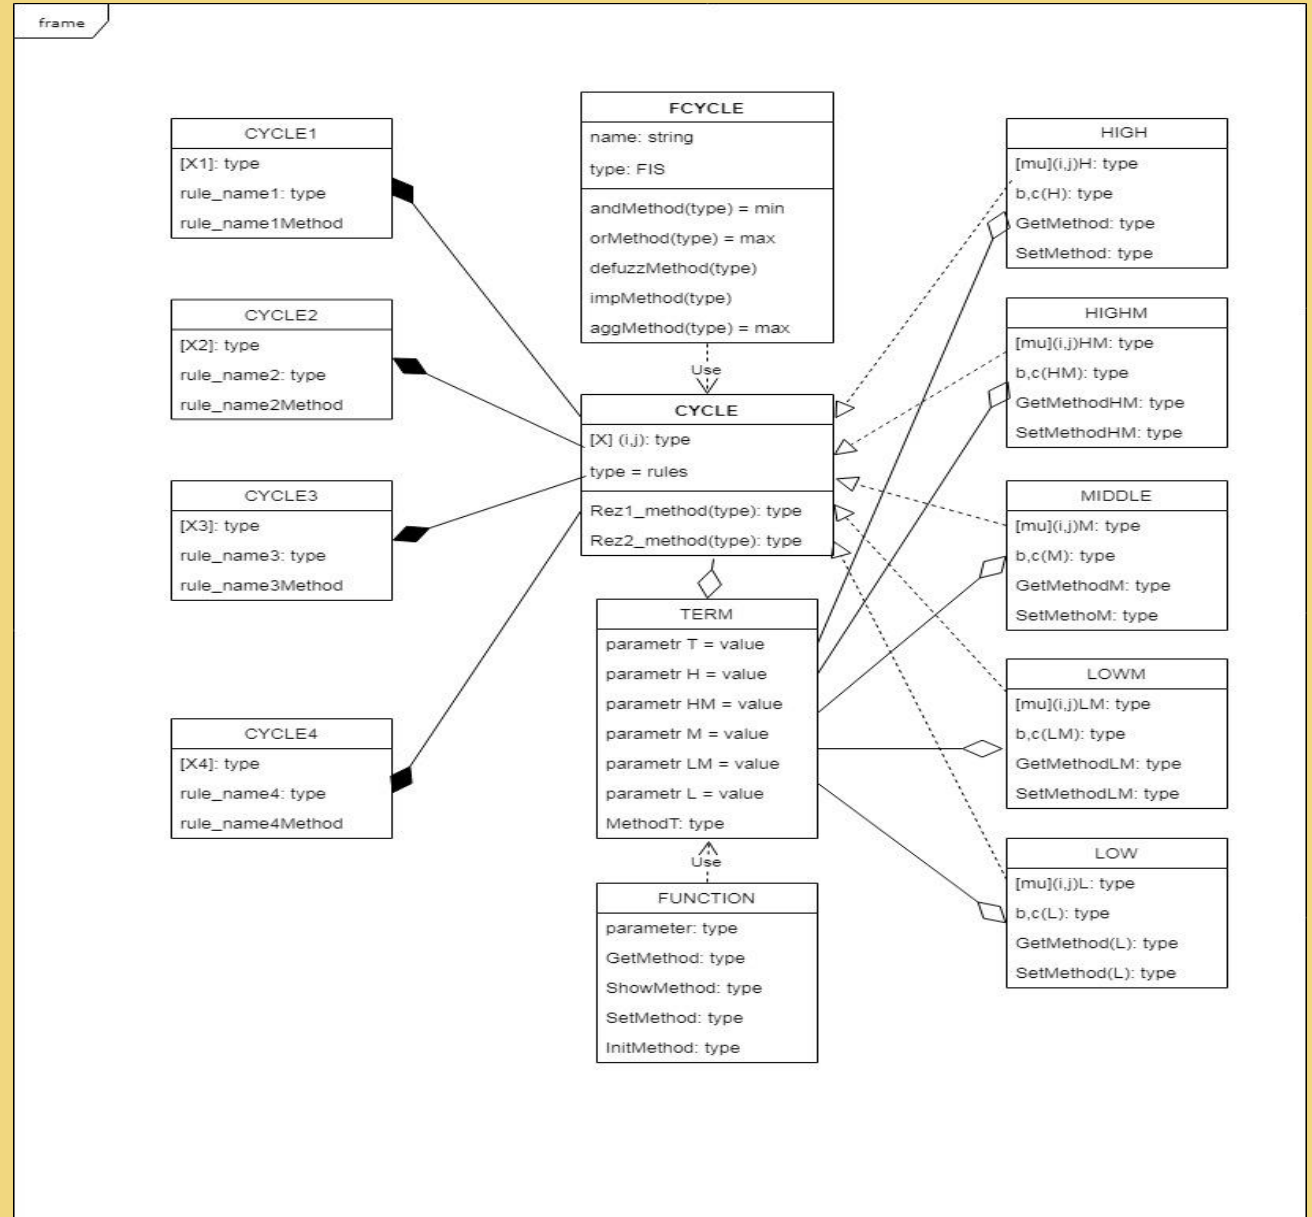 frame
CYCLE1
[X1]: type
rule_name1: type
rule_name1Method
CYCLE2
[X2]: type
rule_name2: type
rule_name2Method
CYCLE3
[X3]: type
rule_name3: type
rule_name3Method
CYCLE4
[X4]: type
rule_name4: type
rule_name4Method
FCYCLE
name: string
type: FIS
andMethod(type) = min
orMethod(type) = max
defuzzMethod(type)
impMethod(type)
aggMethod(type) = max
Use
CYCLE
[X] (i,j): type
type = rules
Rez1_method(type): type
Rez2_method(type): type
TERM
parametr T = value
parametr H = value
parametr HM = value
parametr M = value
parametr LM = value
parametr L = value
MethodT: type
Use
FUNCTION
parameter: type
GetMethod: type
ShowMethod: type
SetMethod: type
InitMethod: type
HIGH
[mu](i,j)H: type
b,c(H): type
GetMethod: type
SetMethod: type
HIGHM
[mu](i,j)HM: type
b,c(HM): type
GetMethodHM: type
SetMethodHM: type
MIDDLE
[mu](i,j)M: type
b,c(M): type
GetMethodM: type
SetMethoM: type
LOWM
[mu](i,j)LM: type
b,c(LM): type
GetMethodLM: type
SetMethodLM: type
LOW
[mu](i,j)L: type
b,c(L): type
GetMethod(L): type
SetMethod(L): type